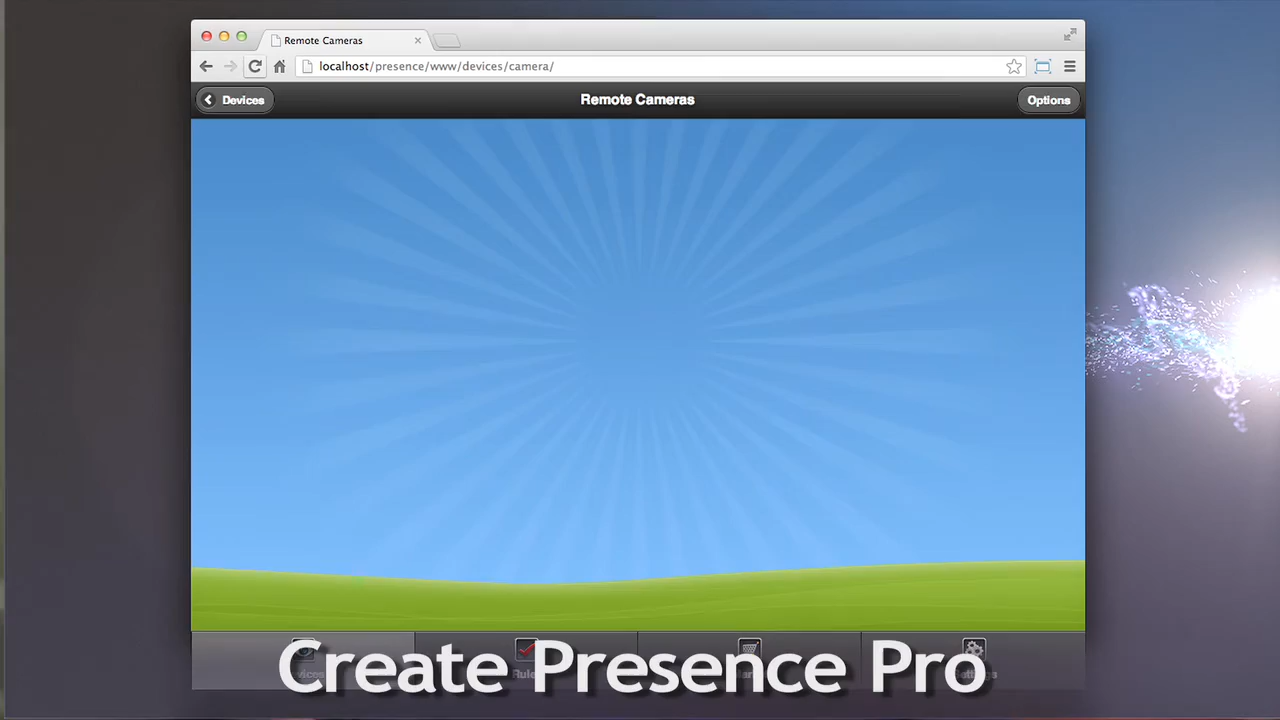 Remote Cameras
localhost/presence/www/devices/camera/
Devices
Remote Cameras
Options
Create Presence Pro